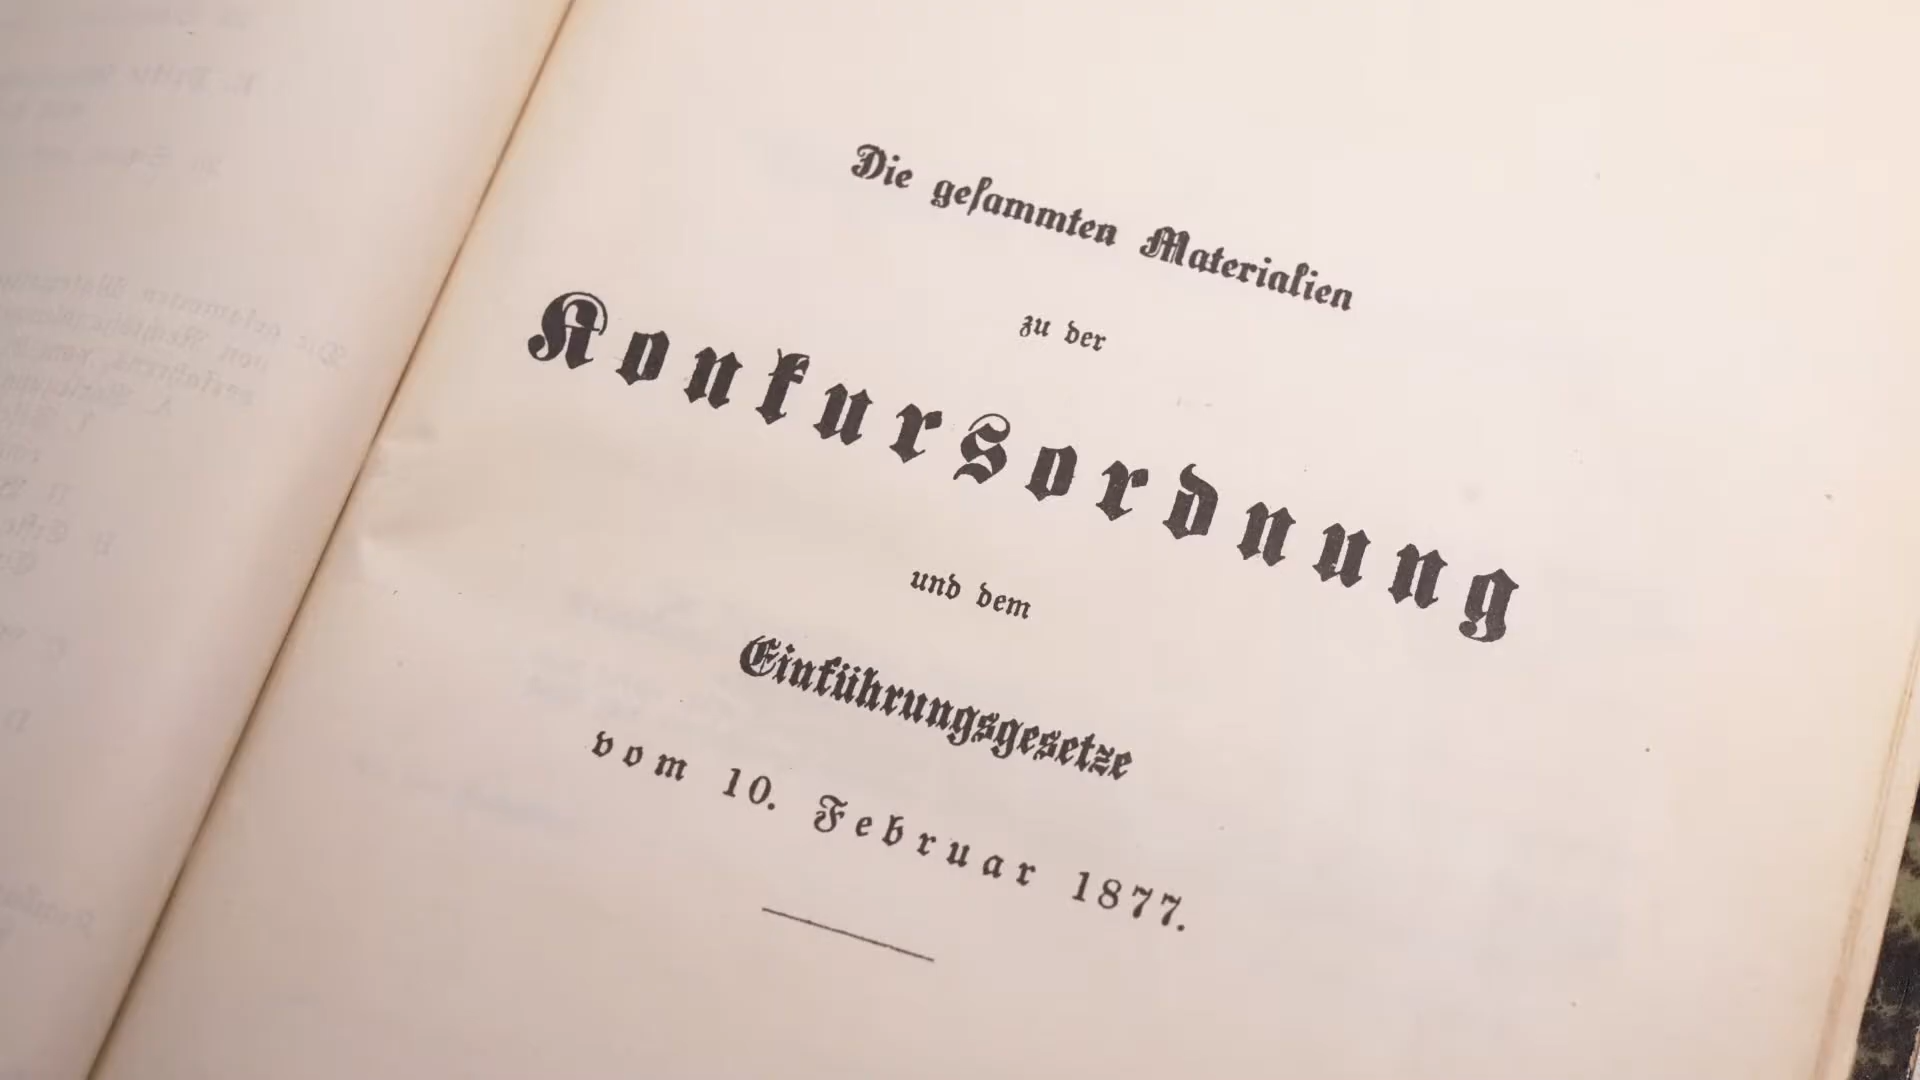 Die gesammten Materialien
zu der
Konkursordnung
und dem
Einführungsgesetze
vom 10. Februar 1877.